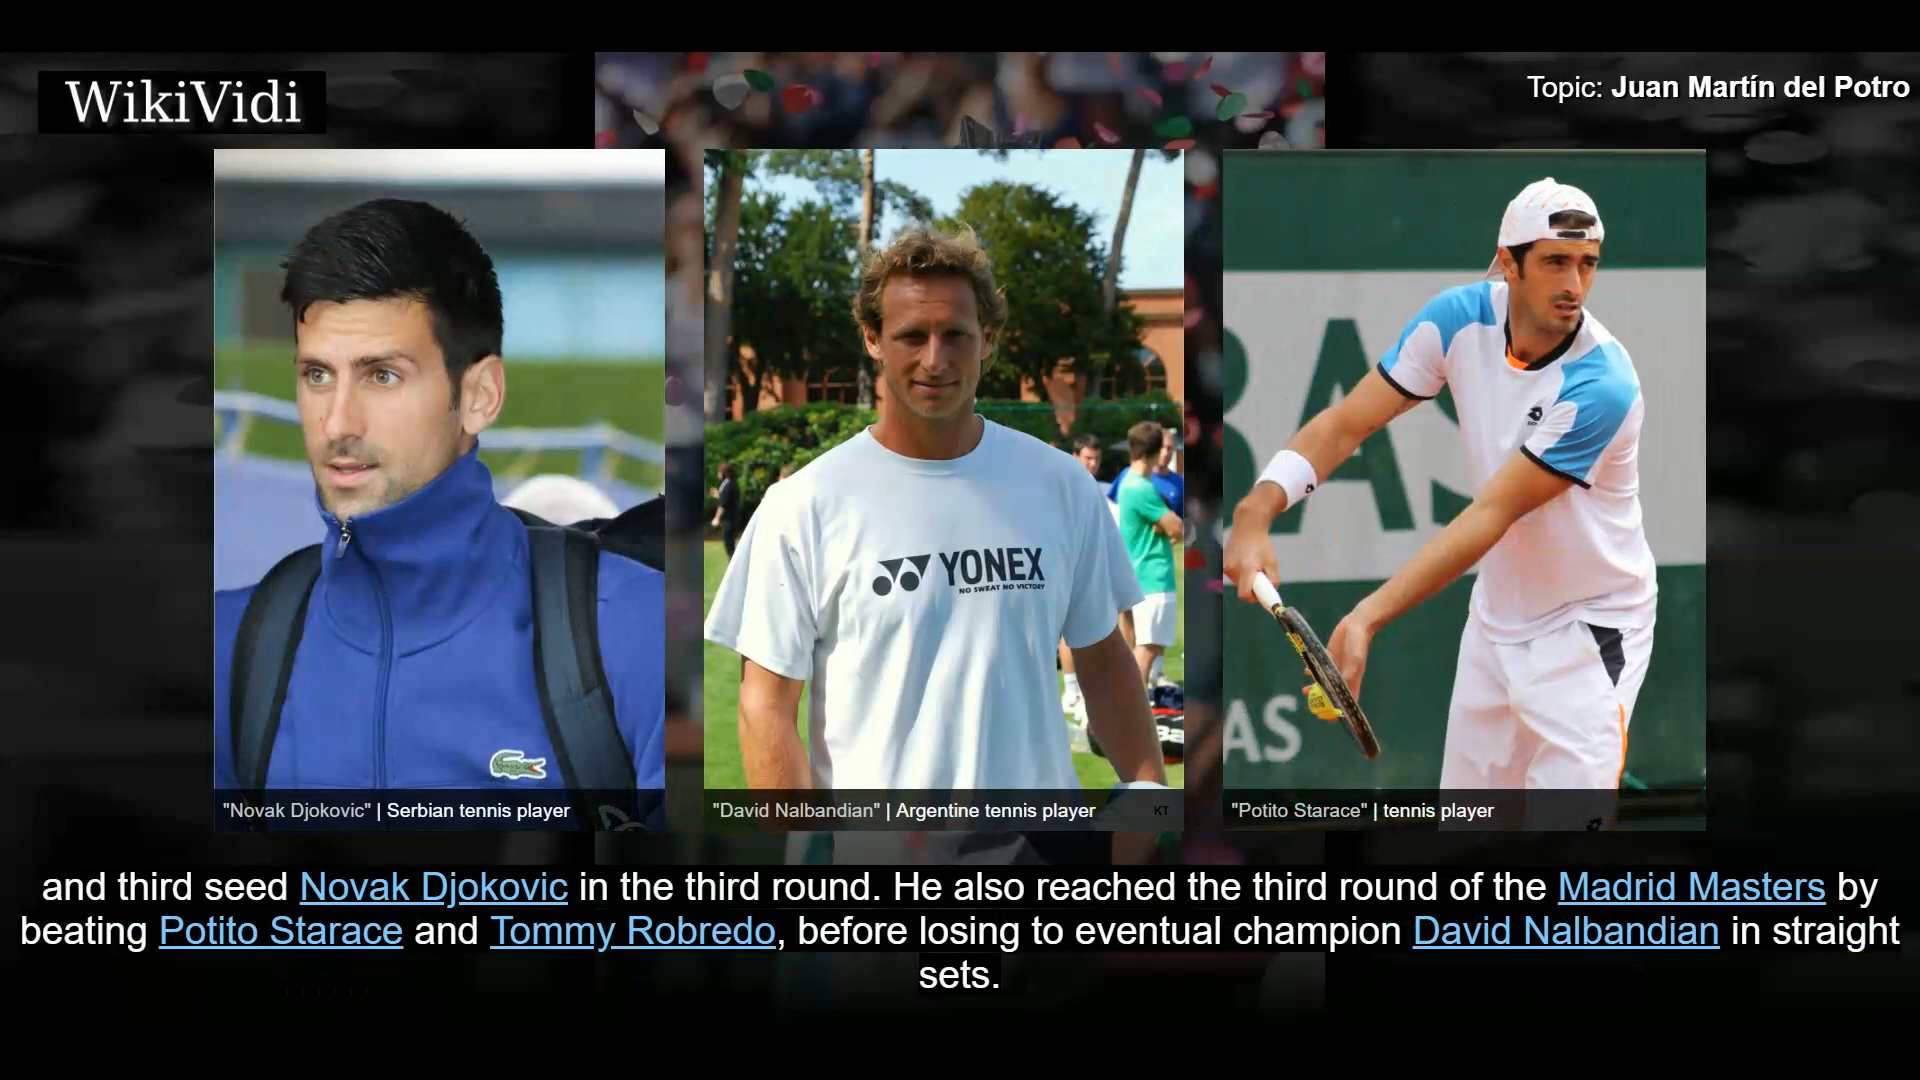 WikiVidi
Topic: Juan Martín del Potro
YONEX
NO SWEAT NO VICTORY
BAS
AS
"Novak Djokovic" | Serbian tennis player
"David Nalbandian" | Argentine tennis player
KT
"Potito Starace" | tennis player
and third seed Novak Djokovic in the third round. He also reached the third round of the Madrid Masters by
beating Potito Starace and Tommy Robredo, before losing to eventual champion David Nalbandian in straight
sets.